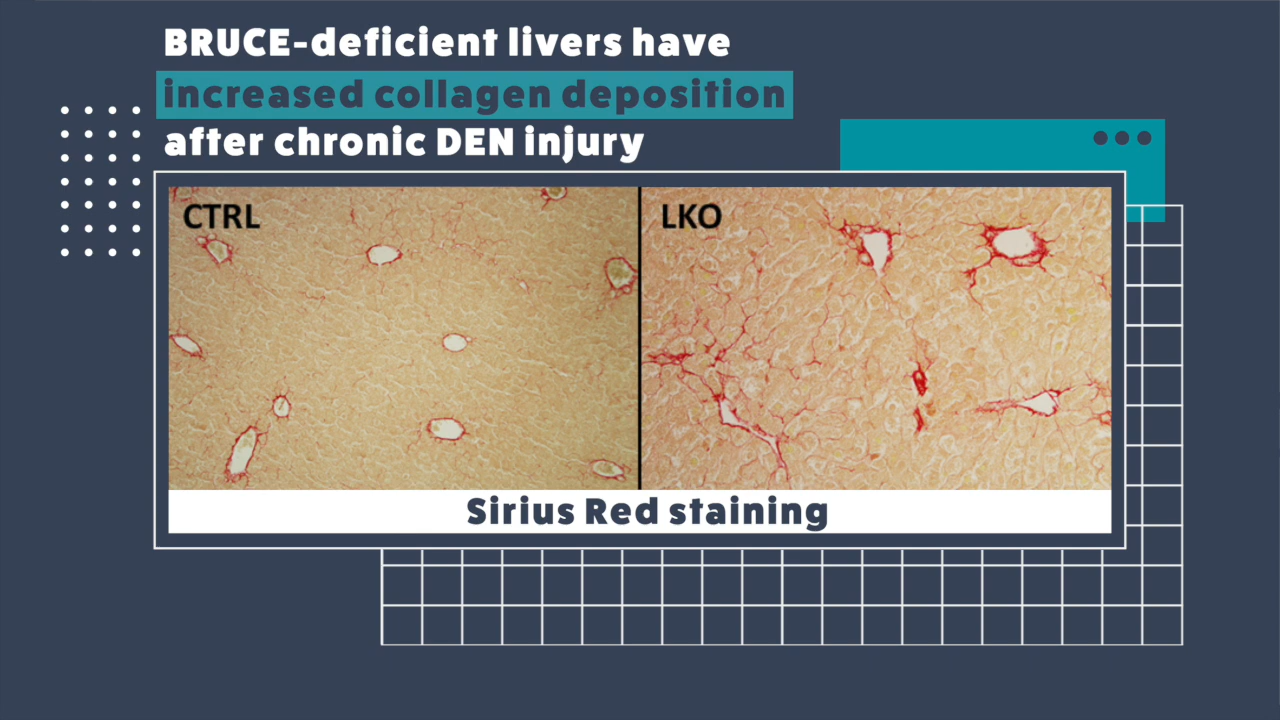 BRUCE-deficient livers have
increased collagen deposition
after chronic DEN injury
CTRL
LKO
Sirius Red staining